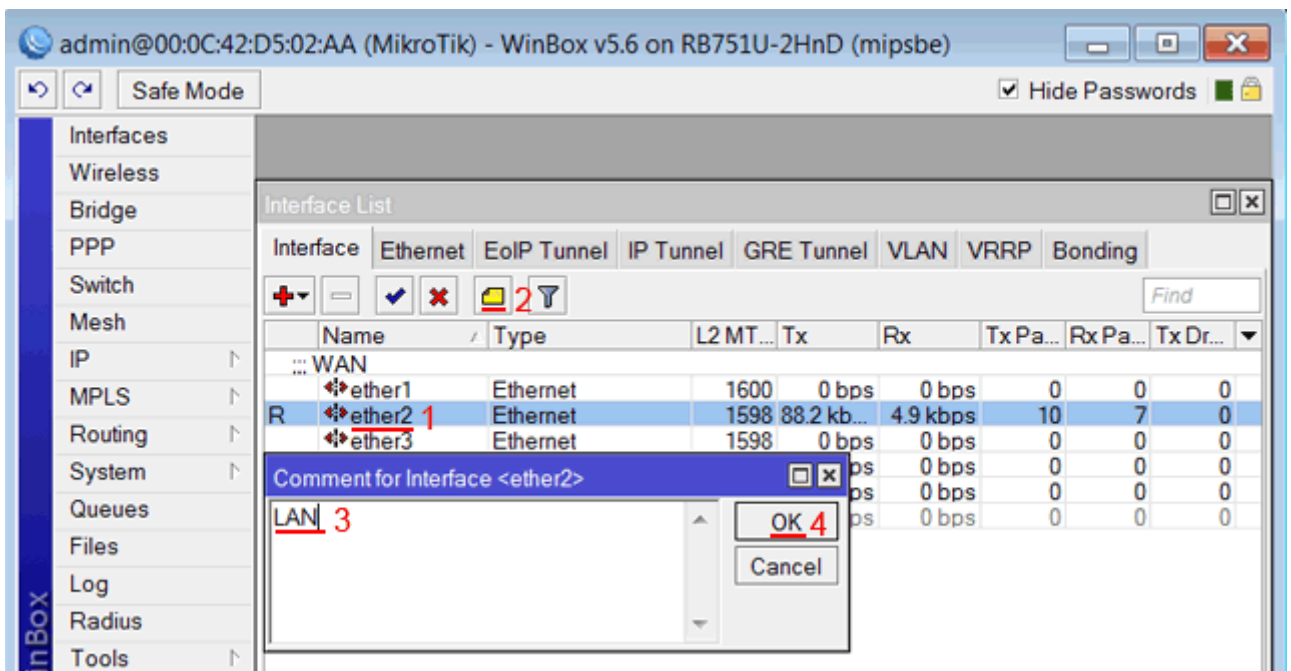 admin@00:0C:42:D5:02:AA (MikroTik) - WinBox v5.6 on RB751U-2HnD (mipsbe)
Safe Mode Hide Passwords
Interfaces
Wireless
Bridge
PPP
Switch
Mesh
IP
MPLS
Routing
System
Queues
Files
Log
Radius
Tools
inBox
Interface List
Interface Ethernet EoIP Tunnel IP Tunnel GRE Tunnel VLAN VRRP Bonding
2 Find
Name Type L2 MT... Tx Rx Tx Pa... Rx Pa... Tx Dr...
;;; WAN
ether1 Ethernet 1600 0 bps 0 bps 0 0 0
R ether2 1 Ethernet 1598 88.2 kb... 4.9 kbps 10 7 0
ether3 Ethernet 1598 0 bps 0 bps 0 0 0
ps 0 bps 0 0 0
ps 0 bps 0 0 0
ps 0 bps 0 0 0
Comment for Interface <ether2>
LAN 3
OK 4
Cancel